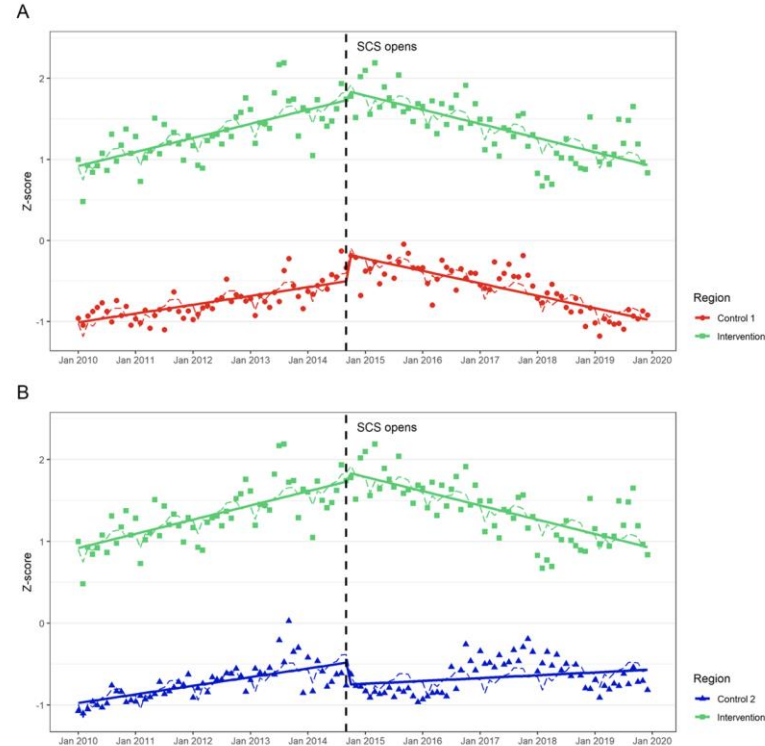 A
SCS opens
2
1
0
-1
Z-score
Jan 2010 Jan 2011 Jan 2012 Jan 2013 Jan 2014 Jan 2015 Jan 2016 Jan 2017 Jan 2018 Jan 2019 Jan 2020
Region
Control 1
Intervention
B
SCS opens
2
1
0
-1
Z-score
Jan 2010 Jan 2011 Jan 2012 Jan 2013 Jan 2014 Jan 2015 Jan 2016 Jan 2017 Jan 2018 Jan 2019 Jan 2020
Region
Control 2
Intervention